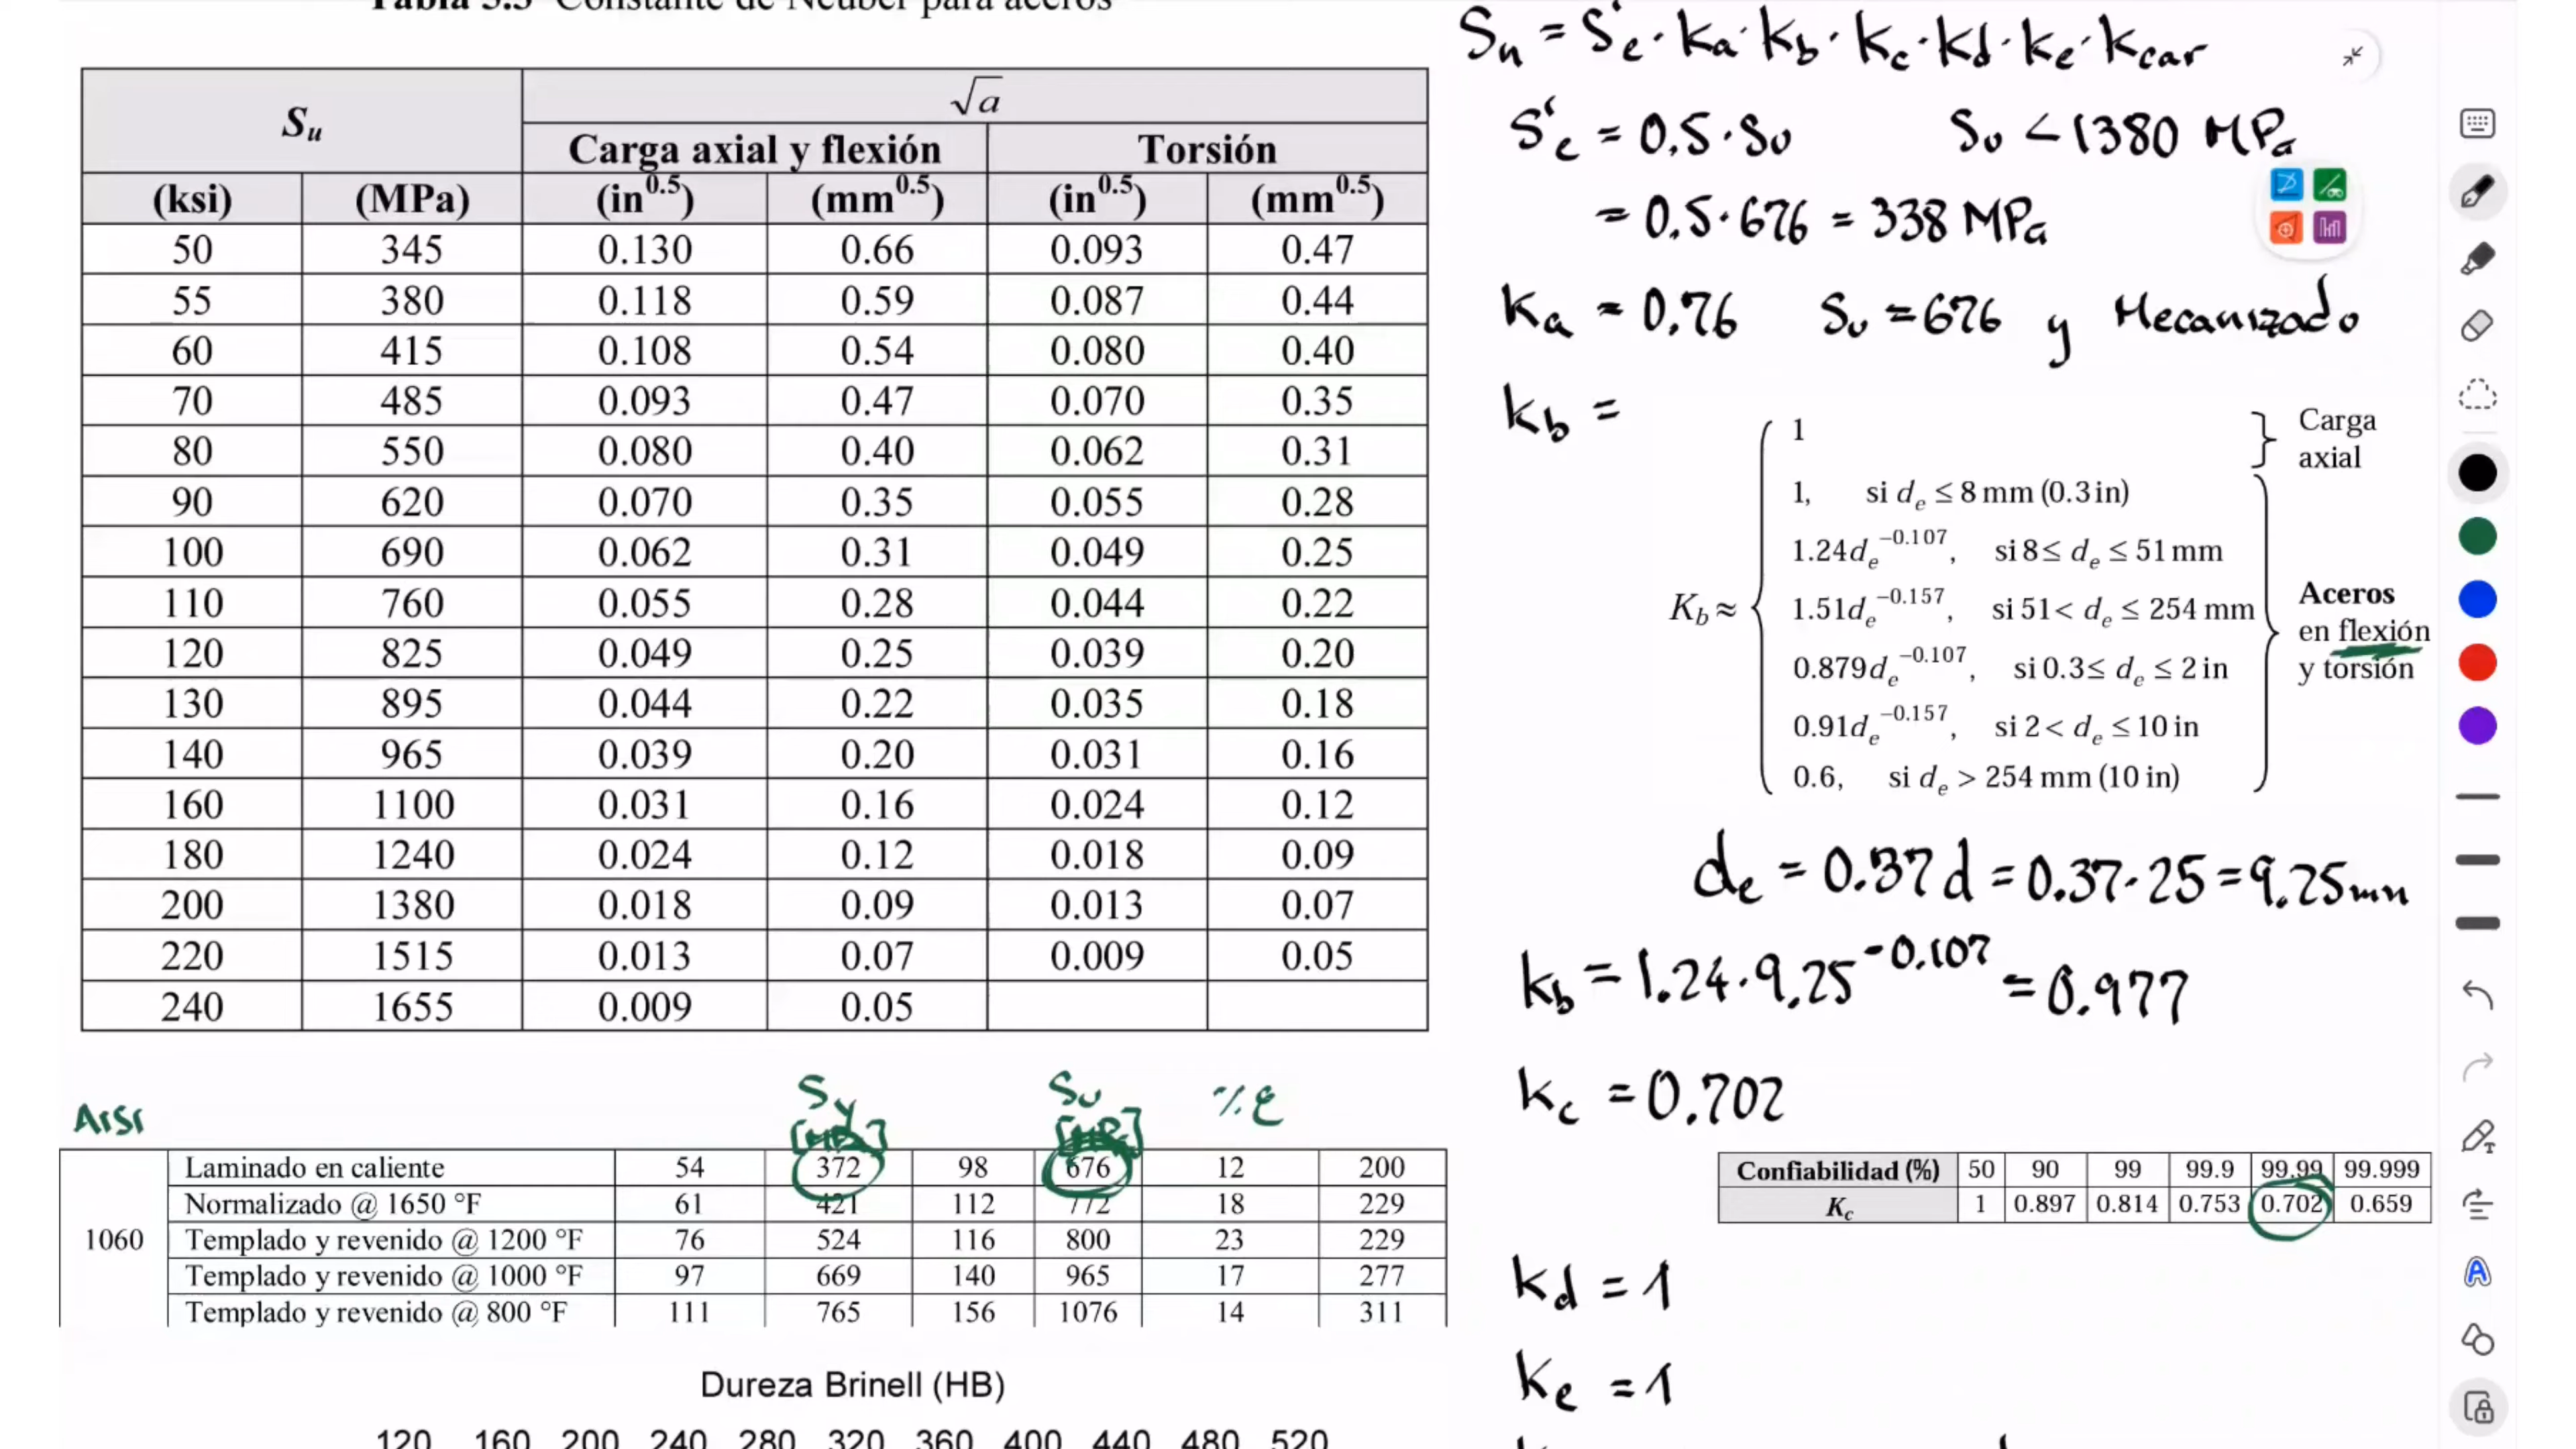 Tabla 5.5 Constante de Neuber para aceros
Su √a
Carga axial y flexión Torsión
(ksi) (MPa) (in^0.5) (mm^0.5) (in^0.5) (mm^0.5)
50 345 0.130 0.66 0.093 0.47
55 380 0.118 0.59 0.087 0.44
60 415 0.108 0.54 0.080 0.40
70 485 0.093 0.47 0.070 0.35
80 550 0.080 0.40 0.062 0.31
90 620 0.070 0.35 0.055 0.28
100 690 0.062 0.31 0.049 0.25
110 760 0.055 0.28 0.044 0.22
120 825 0.049 0.25 0.039 0.20
130 895 0.044 0.22 0.035 0.18
140 965 0.039 0.20 0.031 0.16
160 1100 0.031 0.16 0.024 0.12
180 1240 0.024 0.12 0.018 0.09
200 1380 0.018 0.09 0.013 0.07
220 1515 0.013 0.07 0.009 0.05
240 1655 0.009 0.05
AISI Sy Su %ε
1060
Laminado en caliente 54 372 98 676 12 200
Normalizado @ 1650 °F 61 421 112 772 18 229
Templado y revenido @ 1200 °F 76 524 116 800 23 229
Templado y revenido @ 1000 °F 97 669 140 965 17 277
Templado y revenido @ 800 °F 111 765 156 1076 14 311
Dureza Brinell (HB)
120 160 200 240 280 320 360 400 440 480 520
Sn = S'e · ka · kb · kc · kd · ke · kcar
S'e = 0.5 · Su Su < 1380 MPa
= 0.5 · 676 = 338 MPa
ka = 0.76 Su = 676 y Mecanizado
kb =
1 } Carga axial
1, si de ≤ 8 mm (0.3 in)
1.24de^−0.107, si 8 ≤ de ≤ 51 mm
Kb ≈ 1.51de^−0.157, si 51 < de ≤ 254 mm
0.879de^−0.107, si 0.3 ≤ de ≤ 2 in
0.91de^−0.157, si 2 < de ≤ 10 in
0.6, si de > 254 mm (10 in)
Aceros
en flexión
y torsión
de = 0.37 d = 0.37 · 25 = 9.25 mm
kb = 1.24 · 9.25^−0.107 = 0.977
kc = 0.702
Confiabilidad (%) 50 90 99 99.9 99.99 99.999
Kc 1 0.897 0.814 0.753 0.702 0.659
kd = 1
ke = 1